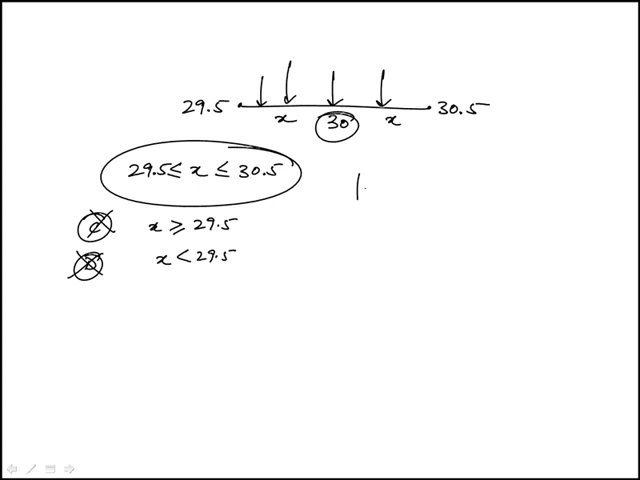 29.5 30.5
x 30 x
29.5 ≤ x ≤ 30.5
C x ≥ 29.5
x < 29.5